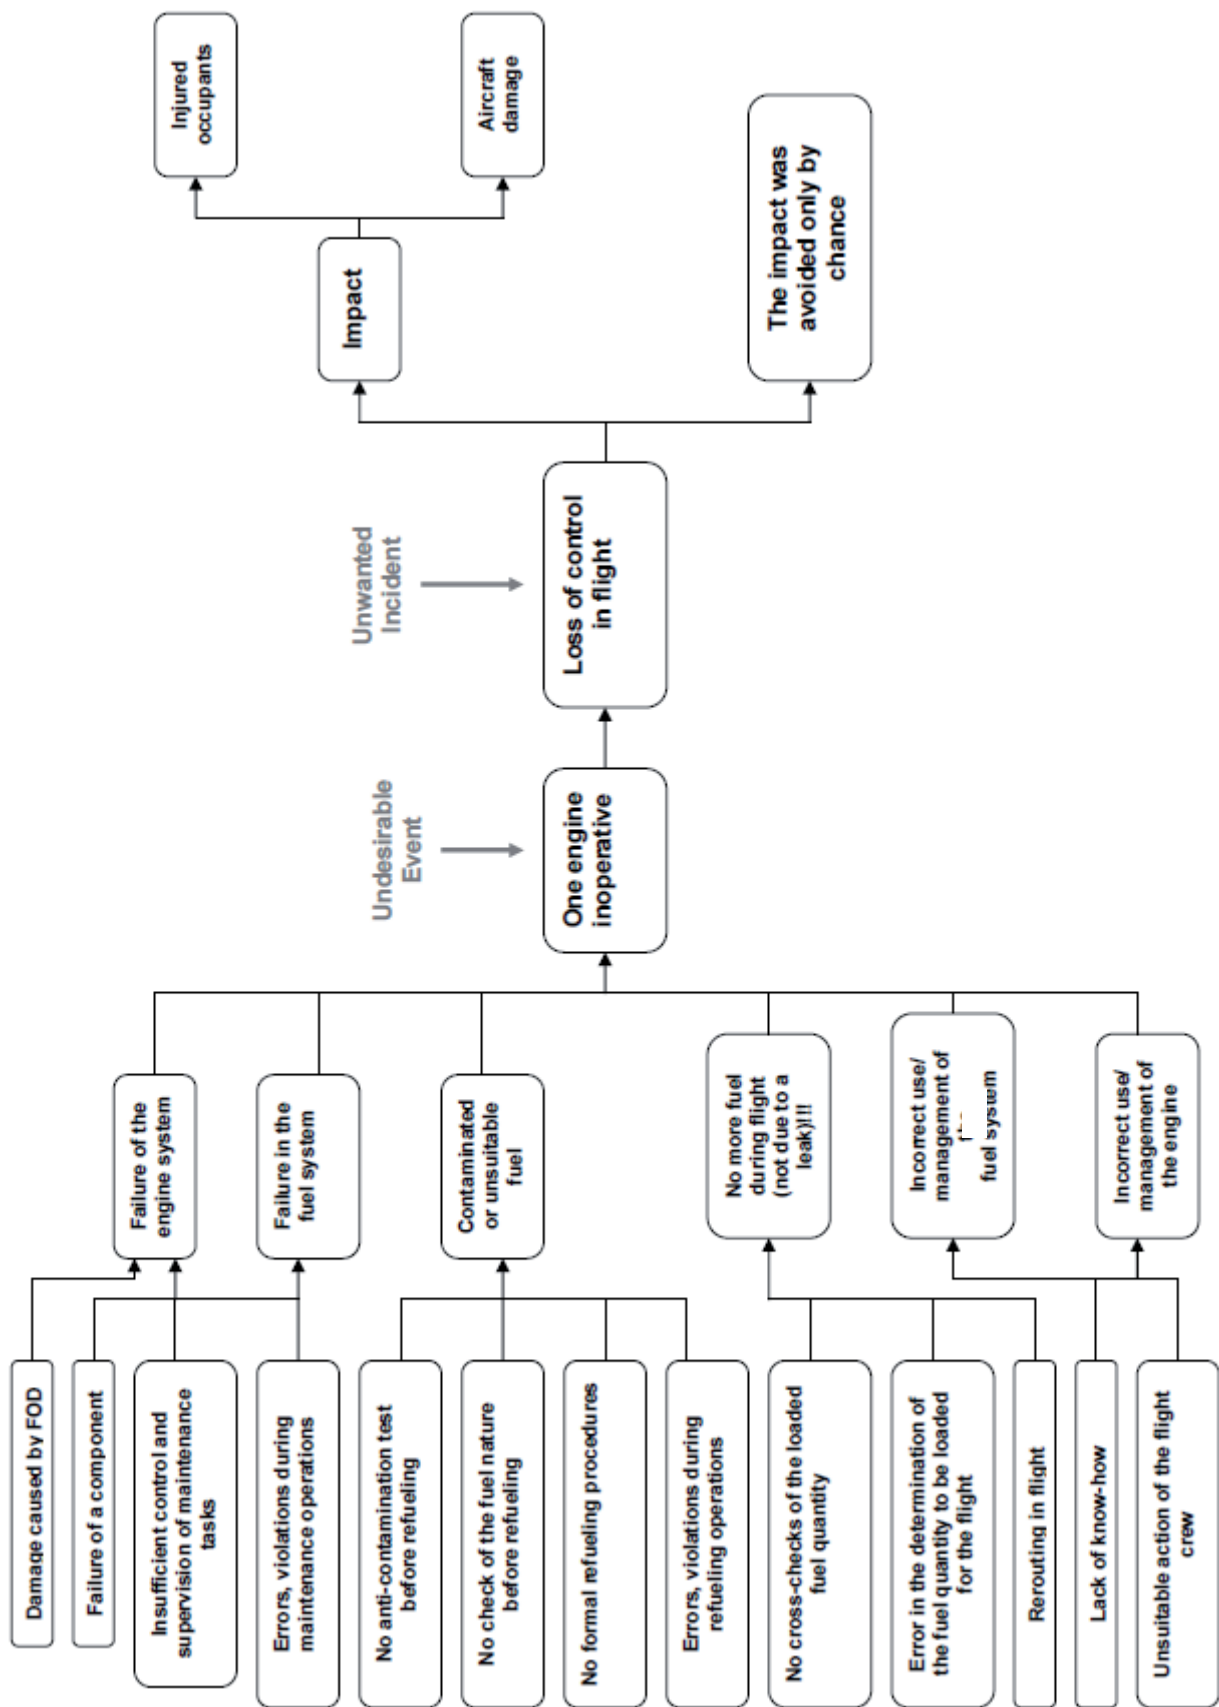 Damage caused by FOD
Failure of a component
Insufficient control and
supervision of maintenance
tasks
Errors, violations during
maintenance operations
No anti-contamination test
before refueling
No check of the fuel nature
before refueling
No formal refueling procedures
Errors, violations during
refueling operations
No cross-checks of the loaded
fuel quantity
Error in the determination of
the fuel quantity to be loaded
for the flight
Rerouting in flight
Lack of know-how
Unsuitable action of the flight
crew
Failure of the
engine system
Failure in the
fuel system
Contaminated
or unsuitable
fuel
No more fuel
during flight
(not due to a
leak)!!!
Incorrect use/
management of
fuel system
Incorrect use/
management of
the engine
Undesirable
Event
One engine
inoperative
Unwanted
Incident
Loss of control
in flight
Impact
The impact was
avoided only by
chance
Injured
occupants
Aircraft
damage